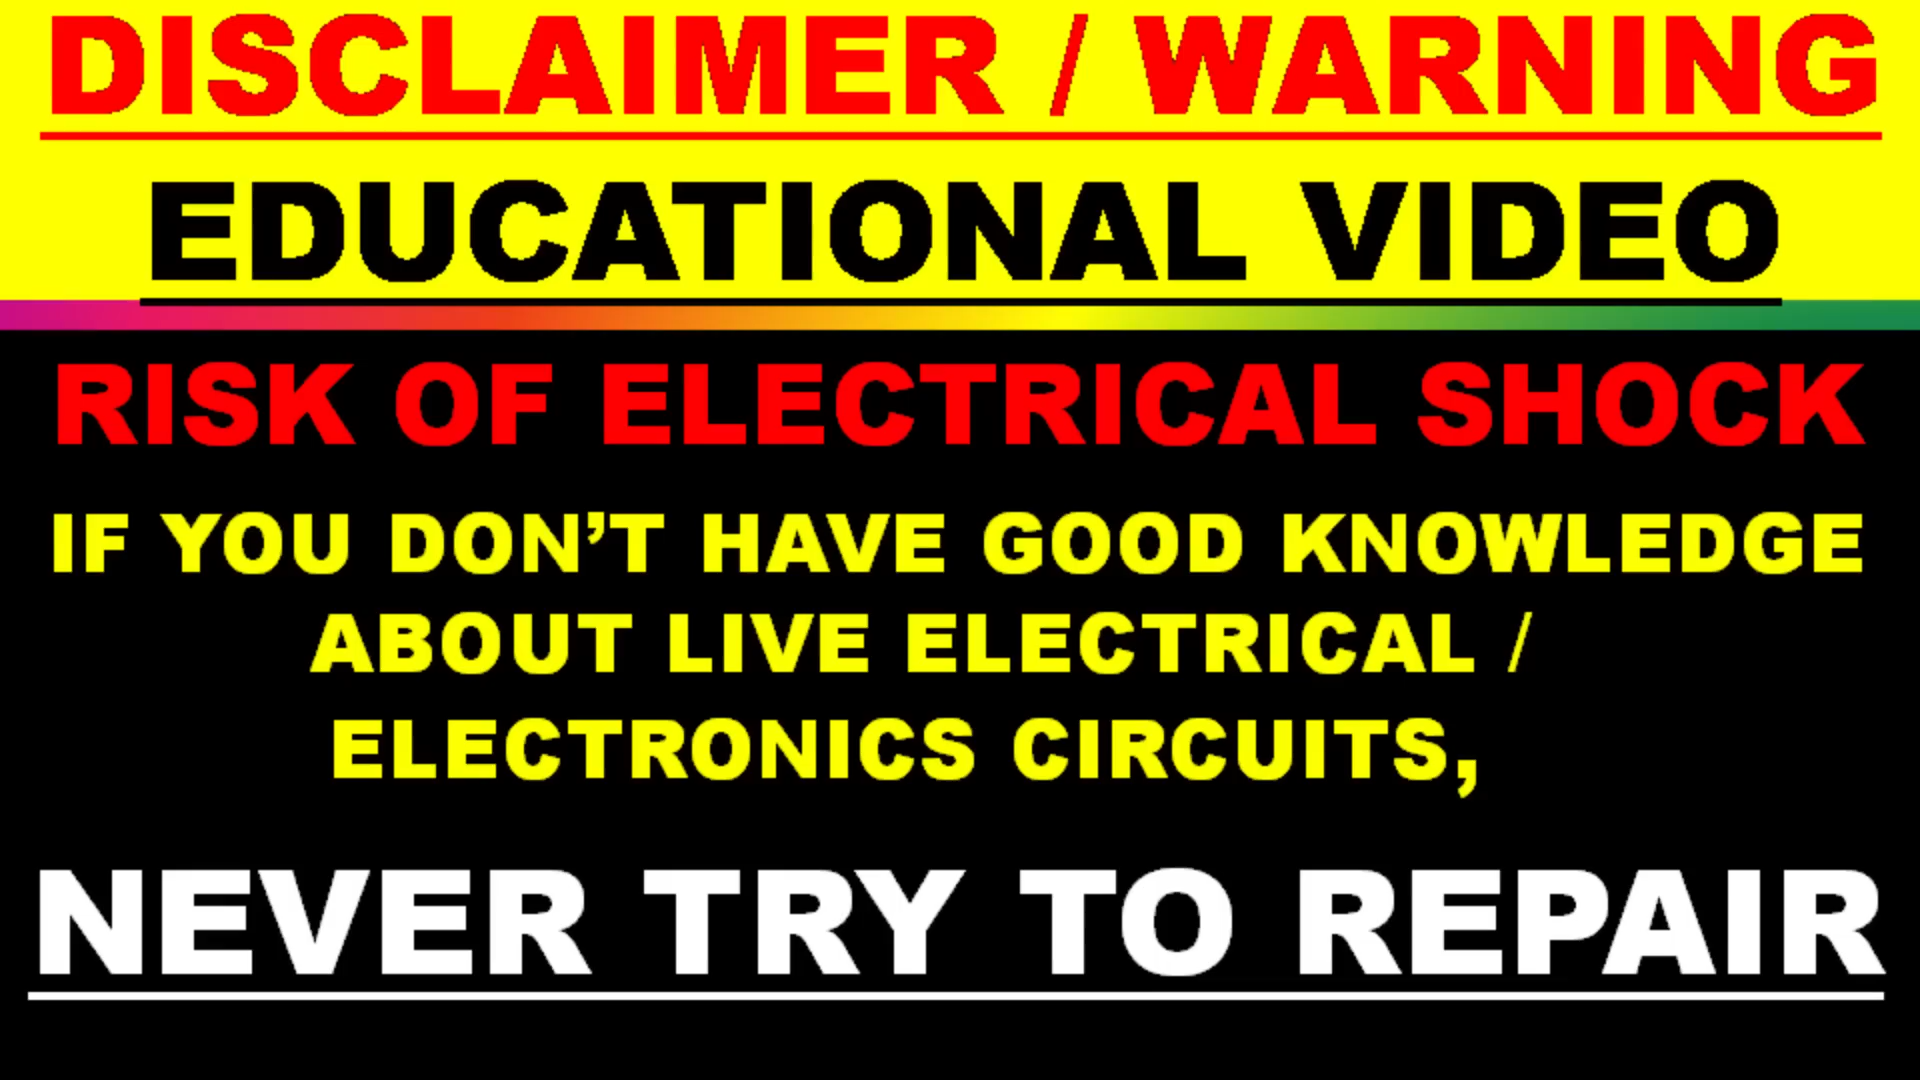 DISCLAIMER / WARNING
EDUCATIONAL VIDEO
RISK OF ELECTRICAL SHOCK
IF YOU DON’T HAVE GOOD KNOWLEDGE
ABOUT LIVE ELECTRICAL /
ELECTRONICS CIRCUITS,
NEVER TRY TO REPAIR